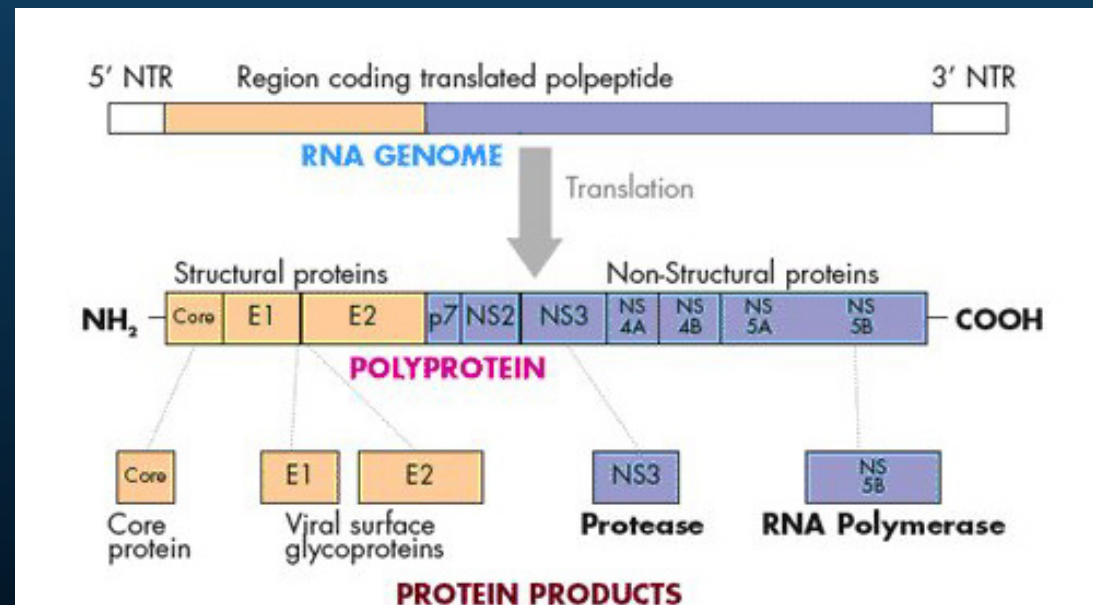 5' NTR Region coding translated polpeptide 3' NTR
RNA GENOME
Translation
Structural proteins Non-Structural proteins
NH₂ Core E1 E2 p7 NS2 NS3 NS 4A NS 4B NS 5A NS 5B COOH
POLYPROTEIN
Core E1 E2 NS3 NS 5B
Core protein Viral surface glycoproteins Protease RNA Polymerase
PROTEIN PRODUCTS